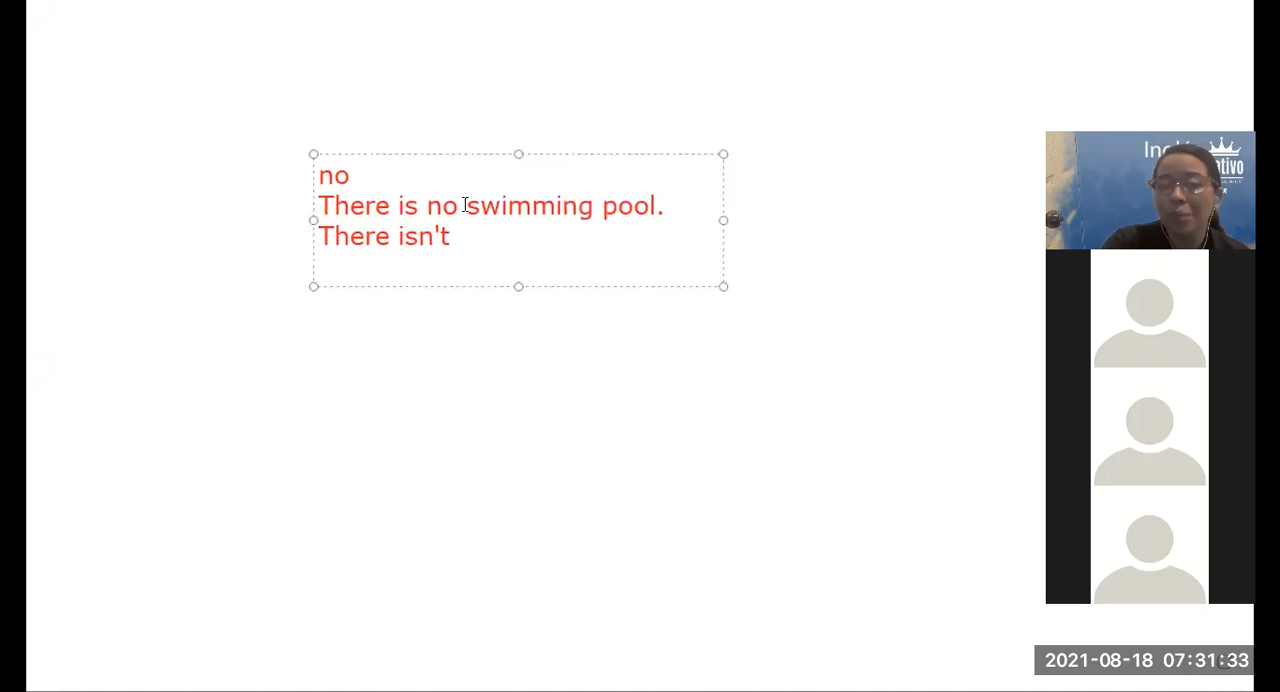 no
There is no swimming pool.
There isn't
2021-08-18 07:31:33